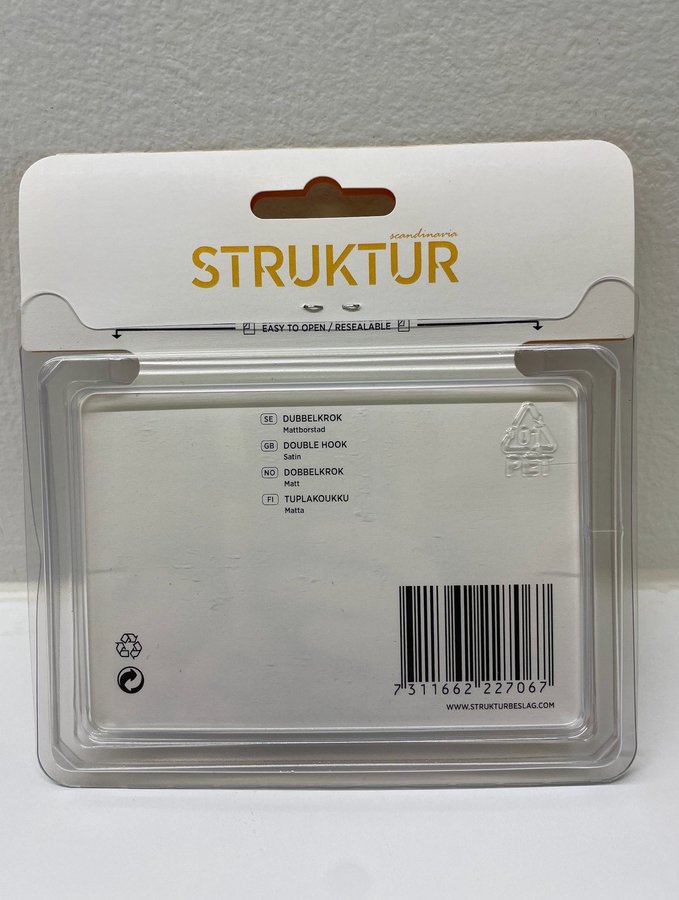 scandinavia
STRUKTUR
EASY TO OPEN / RESEALABLE
SE DUBBELKROK
Mattborstad
GB DOUBLE HOOK
Satin
NO DOBBELKROK
Matt
FI TUPLAKOUKKU
Matta
01
PET
7 311662 227067
WWW.STRUKTURBESLAG.COM